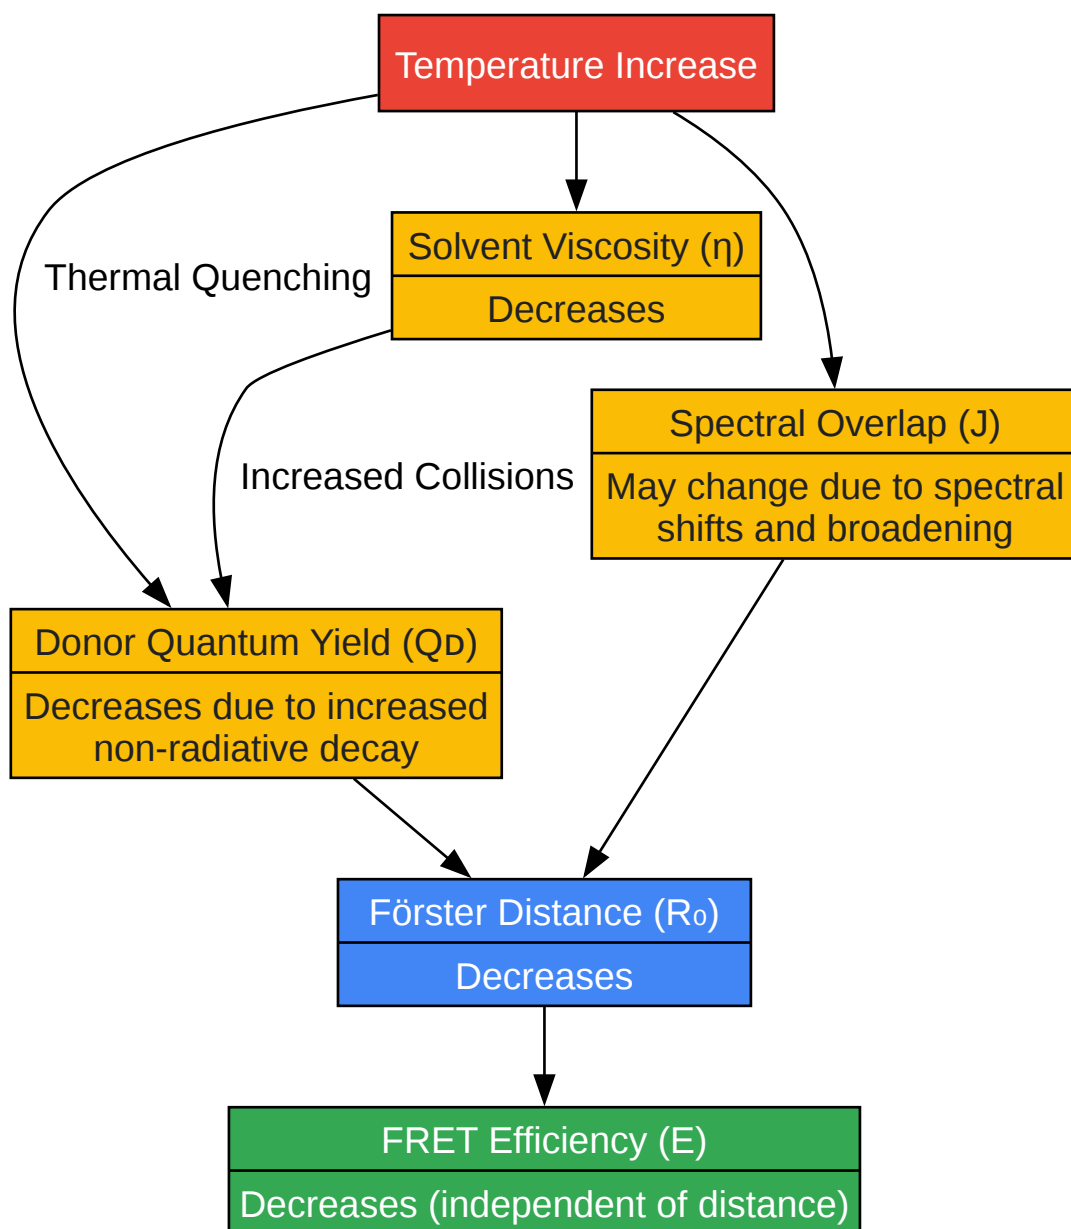 Temperature Increase
Thermal Quenching
Solvent Viscosity (η)
Decreases
Increased Collisions
Spectral Overlap (J)
May change due to spectral
shifts and broadening
Donor Quantum Yield (Qᴅ)
Decreases due to increased
non-radiative decay
Förster Distance (R₀)
Decreases
FRET Efficiency (E)
Decreases (independent of distance)